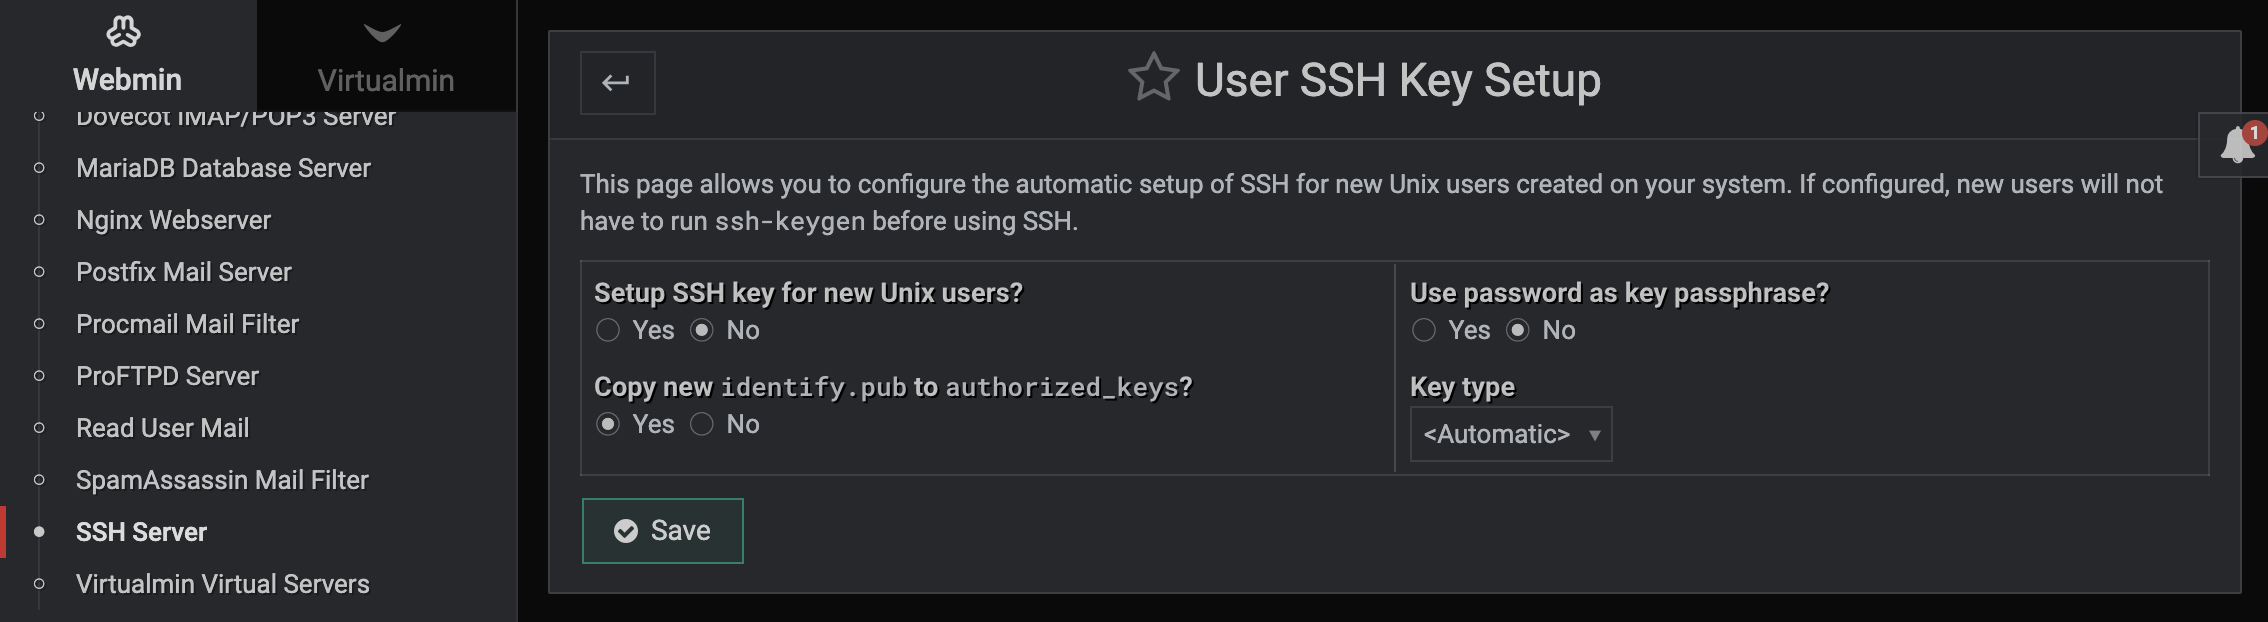 Webmin
Virtualmin
Dovecot IMAP/POP3 Server
MariaDB Database Server
Nginx Webserver
Postfix Mail Server
Procmail Mail Filter
ProFTPD Server
Read User Mail
SpamAssassin Mail Filter
SSH Server
Virtualmin Virtual Servers
User SSH Key Setup
1
This page allows you to configure the automatic setup of SSH for new Unix users created on your system. If configured, new users will not
have to run ssh-keygen before using SSH.
Setup SSH key for new Unix users?
Yes No
Use password as key passphrase?
Yes No
Copy new identify.pub to authorized_keys?
Yes No
Key type
<Automatic>
Save